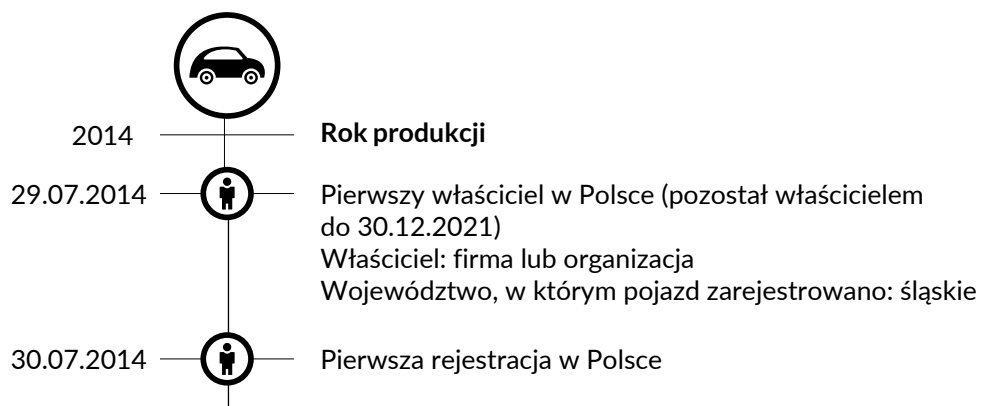 2014 Rok produkcji
29.07.2014 Pierwszy właściciel w Polsce (pozostał właścicielem
do 30.12.2021)
Właściciel: firma lub organizacja
Województwo, w którym pojazd zarejestrowano: śląskie
30.07.2014 Pierwsza rejestracja w Polsce